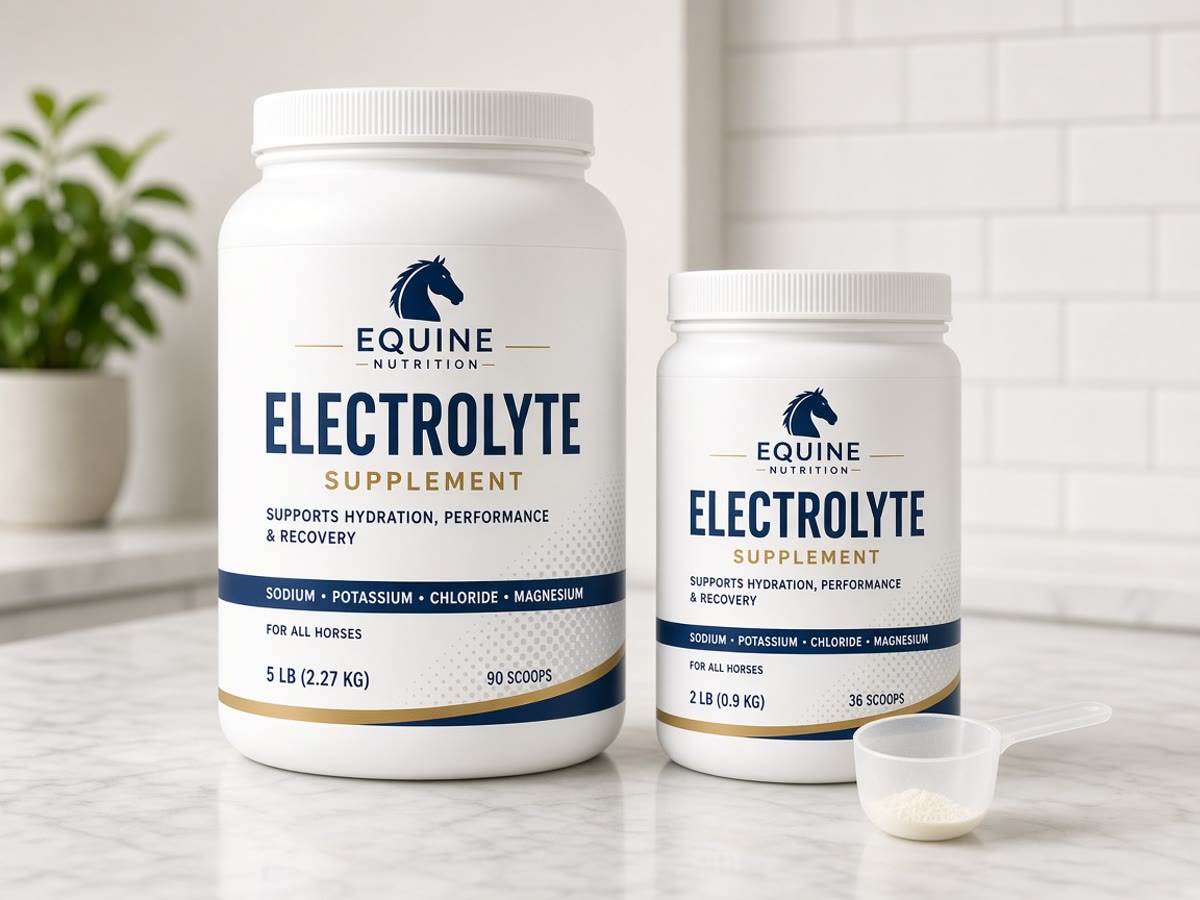 EQUINE
NUTRITION
ELECTROLYTE
SUPPLEMENT
SUPPORTS HYDRATION, PERFORMANCE
& RECOVERY
SODIUM • POTASSIUM • CHLORIDE • MAGNESIUM
FOR ALL HORSES
5 LB (2.27 KG) 90 SCOOPS
EQUINE
NUTRITION
ELECTROLYTE
SUPPLEMENT
SUPPORTS HYDRATION, PERFORMANCE
& RECOVERY
SODIUM • POTASSIUM • CHLORIDE • MAGNESIUM
FOR ALL HORSES
2 LB (0.9 KG) 36 SCOOPS